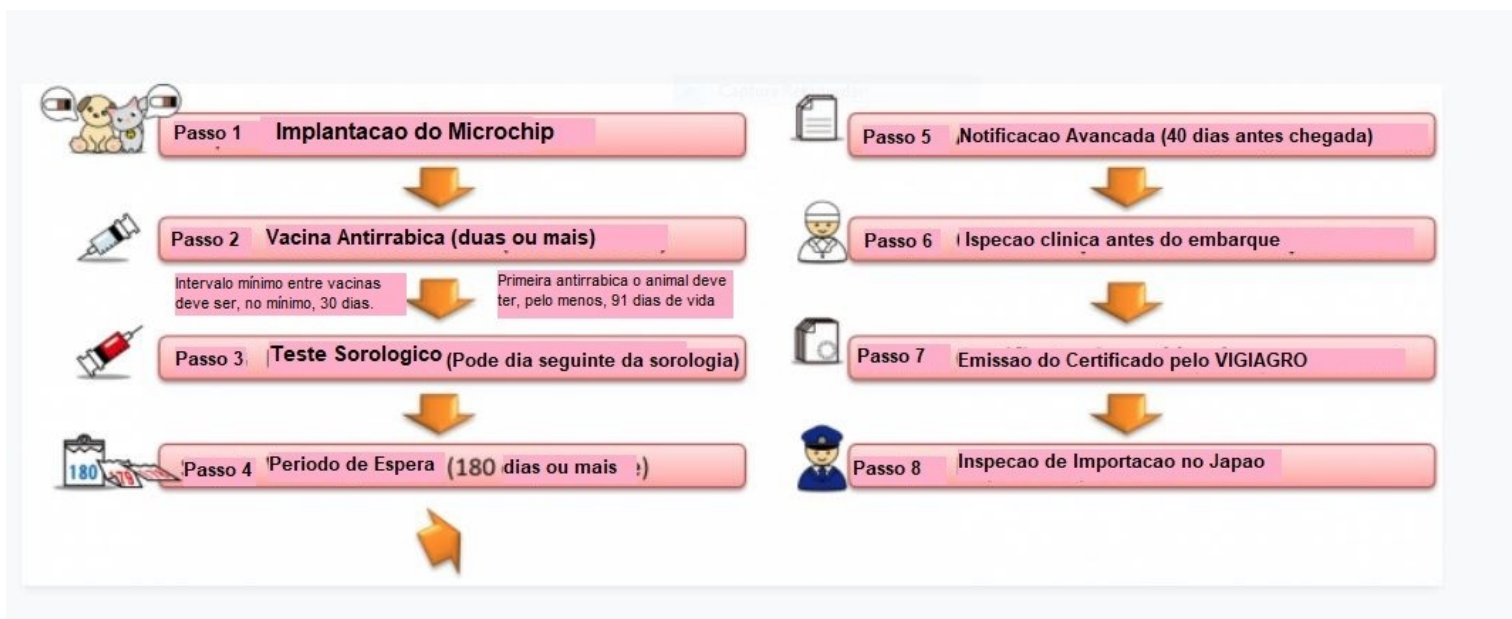 Passo 1 Implantacao do Microchip
Passo 2 Vacina Antirrabica (duas ou mais)
Intervalo mínimo entre vacinas
deve ser, no mínimo, 30 dias.
Primeira antirrabica o animal deve
ter, pelo menos, 91 dias de vida
Passo 3 Teste Sorologico (Pode dia seguinte da sorologia)
180 179
Passo 4 Periodo de Espera (180 dias ou mais )
Passo 5 Notificacao Avancada (40 dias antes chegada)
Passo 6 Ispecao clinica antes do embarque
Passo 7 Emissao do Certificado pelo VIGIAGRO
Passo 8 Inspecao de Importacao no Japao